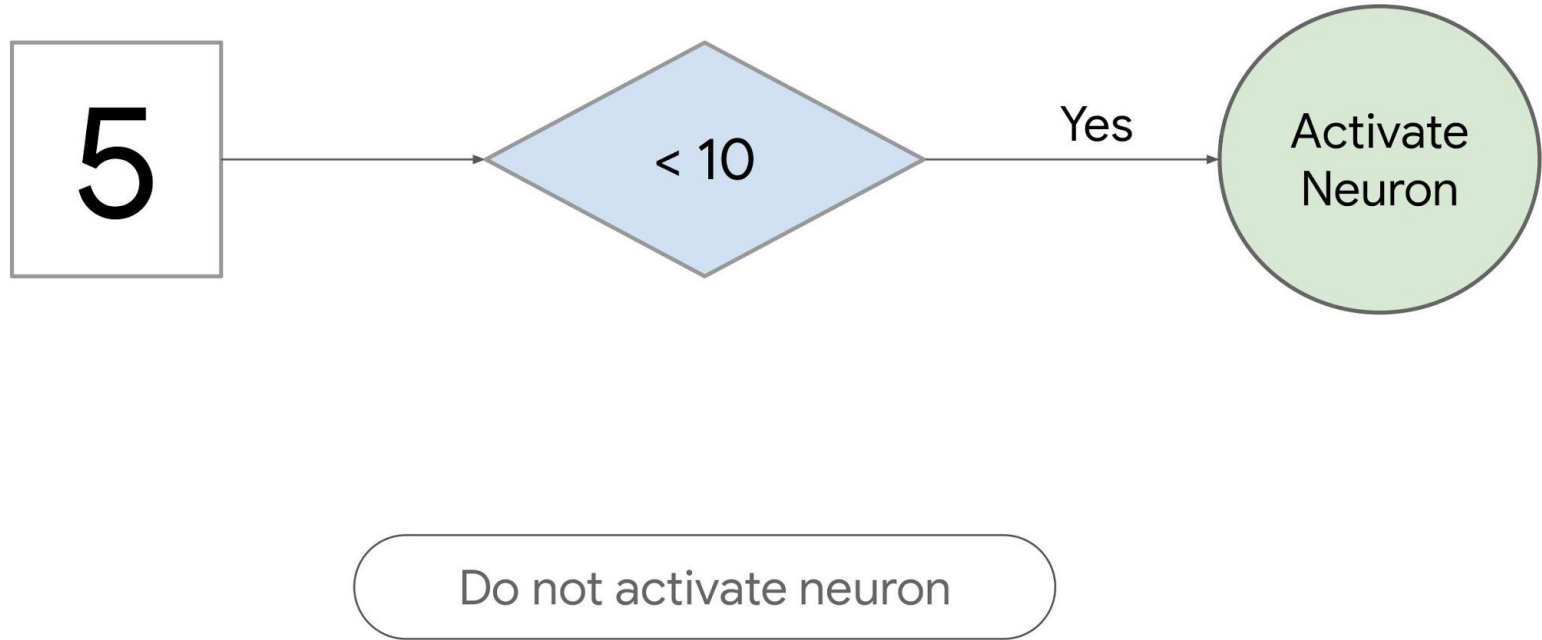 5
< 10
Yes
Activate
Neuron
Do not activate neuron